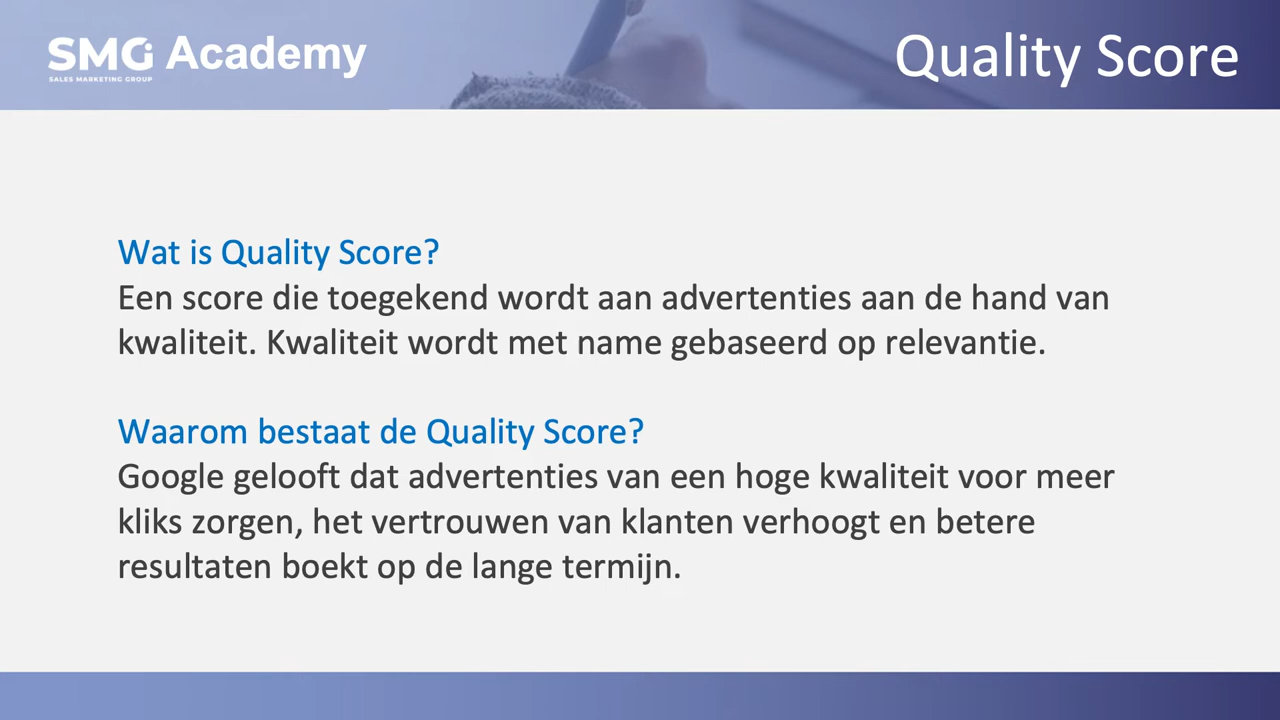 SMG Academy
SALES MARKETING GROUP
Quality Score
Wat is Quality Score?
Een score die toegekend wordt aan advertenties aan de hand van
kwaliteit. Kwaliteit wordt met name gebaseerd op relevantie.
Waarom bestaat de Quality Score?
Google gelooft dat advertenties van een hoge kwaliteit voor meer
kliks zorgen, het vertrouwen van klanten verhoogt en betere
resultaten boekt op de lange termijn.